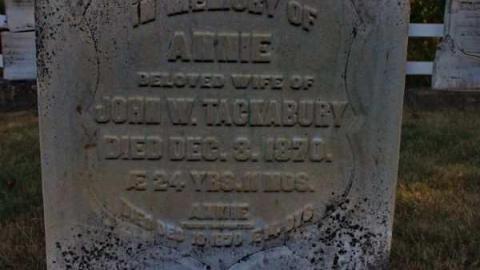 IN MEMORY OF
ANNIE
BELOVED WIFE OF
JOHN W. TACKABURY
DIED DEC. 3. 1870.
Æ 24 YRS. 11 MOS.
ANNIE